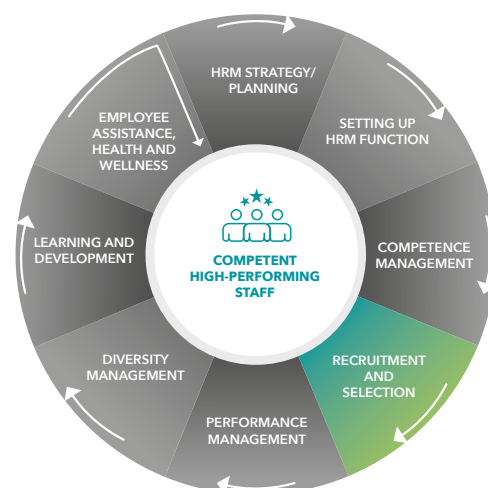 HRM STRATEGY/
PLANNING
SETTING UP
HRM FUNCTION
COMPETENCE
MANAGEMENT
RECRUITMENT
AND
SELECTION
PERFORMANCE
MANAGEMENT
DIVERSITY
MANAGEMENT
LEARNING AND
DEVELOPMENT
EMPLOYEE
ASSISTANCE,
HEALTH AND
WELLNESS
COMPETENT
HIGH-PERFORMING
STAFF